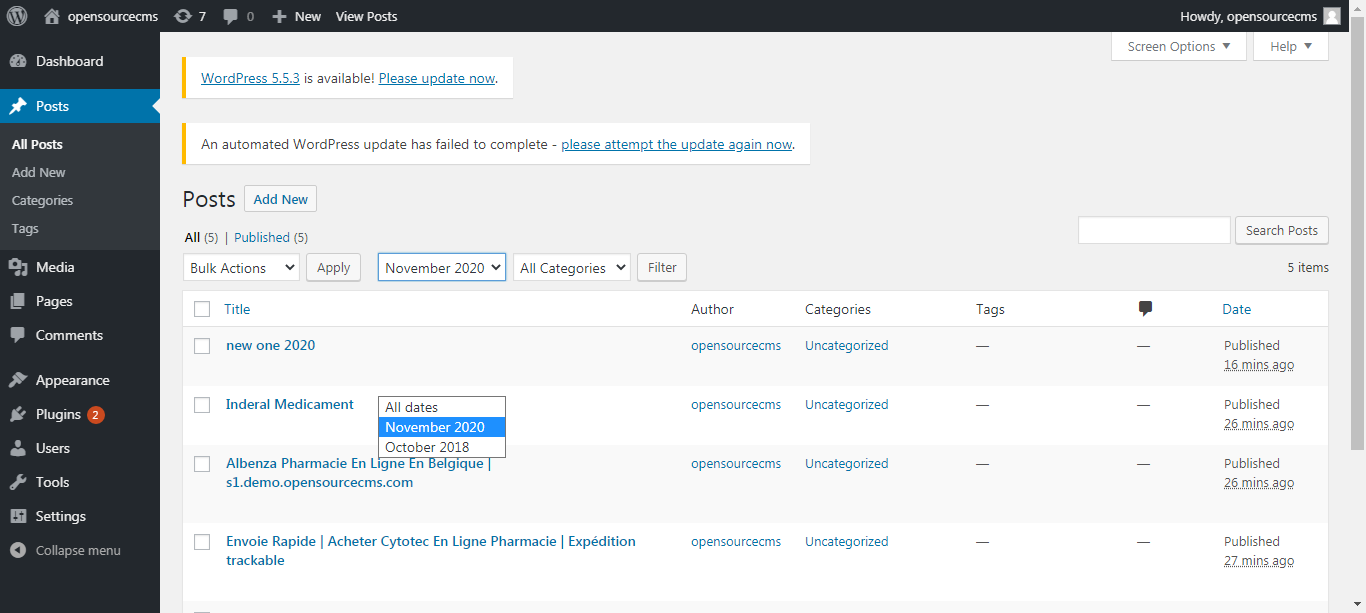 opensourcecms 7 0 New View Posts Howdy, opensourcecms
Screen Options Help
Dashboard
Posts
All Posts
Add New
Categories
Tags
Media
Pages
Comments
Appearance
Plugins 2
Users
Tools
Settings
Collapse menu
WordPress 5.5.3 is available! Please update now.
An automated WordPress update has failed to complete - please attempt the update again now.
Posts Add New
All (5) | Published (5)
Search Posts
Bulk Actions Apply November 2020 All Categories Filter 5 items
Title Author Categories Tags Date
new one 2020 opensourcecms Uncategorized — — Published
16 mins ago
Inderal Medicament opensourcecms Uncategorized — — Published
26 mins ago
All dates
November 2020
October 2018
Albenza Pharmacie En Ligne En Belgique | opensourcecms Uncategorized — — Published
s1.demo.opensourcecms.com 26 mins ago
Envoie Rapide | Acheter Cytotec En Ligne Pharmacie | Expédition opensourcecms Uncategorized — — Published
trackable 27 mins ago